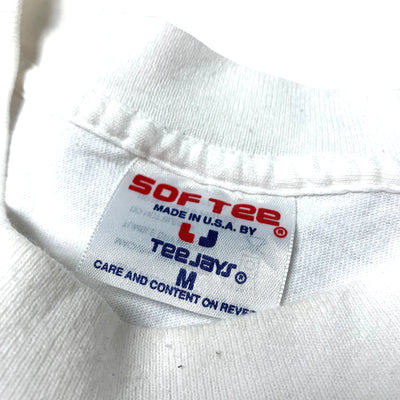 SOF TEE®
MADE IN U.S.A. BY
TEE JAYS®
M
CARE AND CONTENT ON REVE